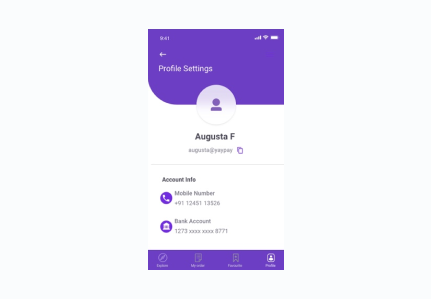 9:41
Profile Settings
Augusta F
augusta@yaypay
Account Info
Mobile Number
+91 12451 13526
Bank Account
1273 xxxx xxxx 8771
Explore
My order
Favourite
Profile